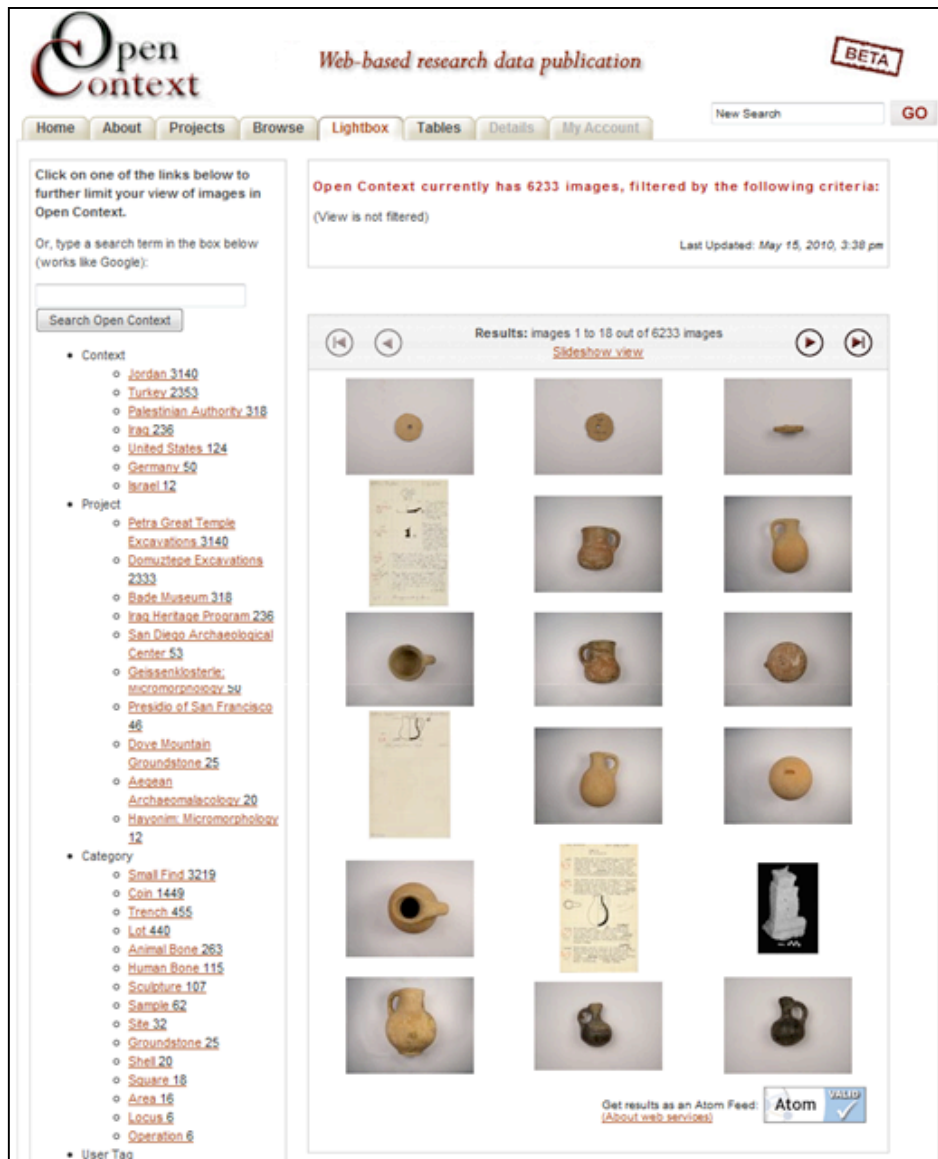 Open
Context
Web-based research data publication
BETA
New Search
GO
Home
About
Projects
Browse
Lightbox
Tables
Details
My Account
Click on one of the links below to
further limit your view of images in
Open Context.
Or, type a search term in the box below
(works like Google):
Search Open Context
Context
Jordan 3140
Turkey 2353
Palestinian Authority 318
Iraq 236
United States 124
Germany 50
Israel 12
Project
Petra Great Temple
Excavations 3140
Domuztepe Excavations
2333
Bade Museum 318
Iraq Heritage Program 236
San Diego Archaeological
Center 53
Geissenklosterle:
Micromorphology 50
Presidio of San Francisco
46
Dove Mountain
Groundstone 25
Aegean
Archaeomalacology 20
Hayonim: Micromorphology
12
Category
Small Find 3219
Coin 1449
Trench 455
Lot 440
Animal Bone 263
Human Bone 115
Sculpture 107
Sample 62
Site 32
Groundstone 25
Shell 20
Square 18
Area 16
Locus 6
Operation 6
User Tag
Open Context currently has 6233 images, filtered by the following criteria:
(View is not filtered)
Last Updated: May 15, 2010, 3:38 pm
Results: images 1 to 18 out of 6233 images
Slideshow view
Get results as an Atom Feed:
(About web services)
Atom
VALID